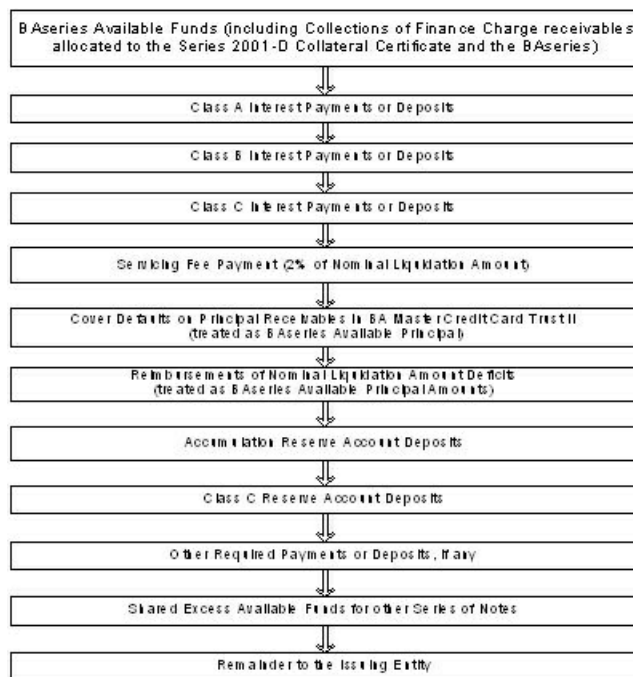 BAseries Available Funds (including Collections of Finance Charge receivables
allocated to the Series 2001-D Collateral Certificate and the BAseries)
Class A Interest Payments or Deposits
Class B Interest Payments or Deposits
Class C Interest Payments or Deposits
Servicing Fee Payment (2% of Nominal Liquidation Amount)
Cover Defaults on Principal Receivables in BA Master Credit Card Trust II
(treated as BAseries Available Principal)
Reimbursements of Nominal Liquidation Amount Deficits
(treated as BAseries Available Principal Amounts)
Accumulation Reserve Account Deposits
Class C Reserve Account Deposits
Other Required Payments or Deposits, if any
Shared Excess Available Funds for other Series of Notes
Remainder to the Issuing Entity